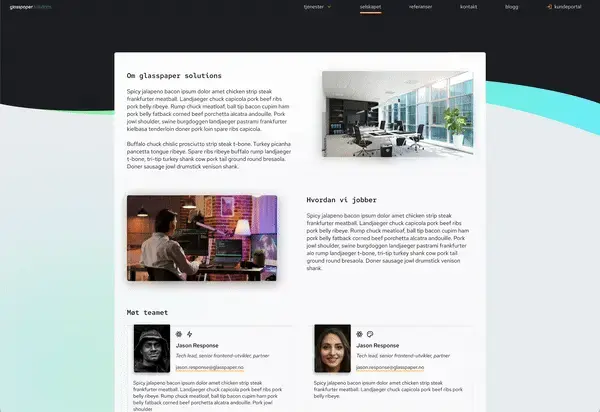 glasspaper solutions
tjenester
selskapet
referanser
kontakt
blogg
kundeportal
Om glasspaper solutions
Spicy jalapeno bacon ipsum dolor amet chicken strip steak
frankfurter meatball. Landjaeger chuck capicola pork beef ribs
pork belly ribeye. Rump chuck meatloaf, ball tip bacon cupim ham
pork belly fatback corned beef porchetta alcatra andouille. Pork
jowl shoulder, swine burgdoggen landjaeger pastrami frankfurter
kielbasa tenderloin doner pork loin spare ribs capicola.
Buffalo chuck chislic prosciutto strip steak t-bone. Turkey picanha
pancetta tongue ribeye. Spare ribs ribeye buffalo rump landjaeger
t-bone, tri-tip turkey shank cow pork tail ground round bresaola.
Doner sausage jowl drumstick venison shank.
Hvordan vi jobber
Spicy jalapeno bacon ipsum dolor amet chicken strip steak
frankfurter meatball. Landjaeger chuck capicola pork beef ribs
pork belly ribeye. Rump chuck meatloaf, ball tip bacon cupim ham
pork belly fatback corned beef porchetta alcatra andouille. Pork
jowl shoulder, swine burgdoggen landjaeger pastrami frankfurter
aio rump landjaeger t-bone, tri-tip turkey shank cow pork tail
ground round bresaola. Doner sausage jowl drumstick venison
shank.
Møt teamet
Jason Response
Tech lead, senior frontend-utvikler, partner
jason.response@glasspaper.no
Spicy jalapeno bacon ipsum dolor amet chicken strip steak
frankfurter meatball. Landjaeger chuck capicola pork beef ribs
pork belly ribeye. Rump chuck meatloaf, ball tip bacon cupim ham
pork belly fatback corned beef porchetta alcatra andouille. Pork jowl
shoulder
Jason Response
Tech lead, senior frontend-utvikler, partner
jason.response@glasspaper.no
Spicy jalapeno bacon ipsum dolor amet chicken strip steak
frankfurter meatball. Landjaeger chuck capicola pork beef ribs
pork belly ribeye.